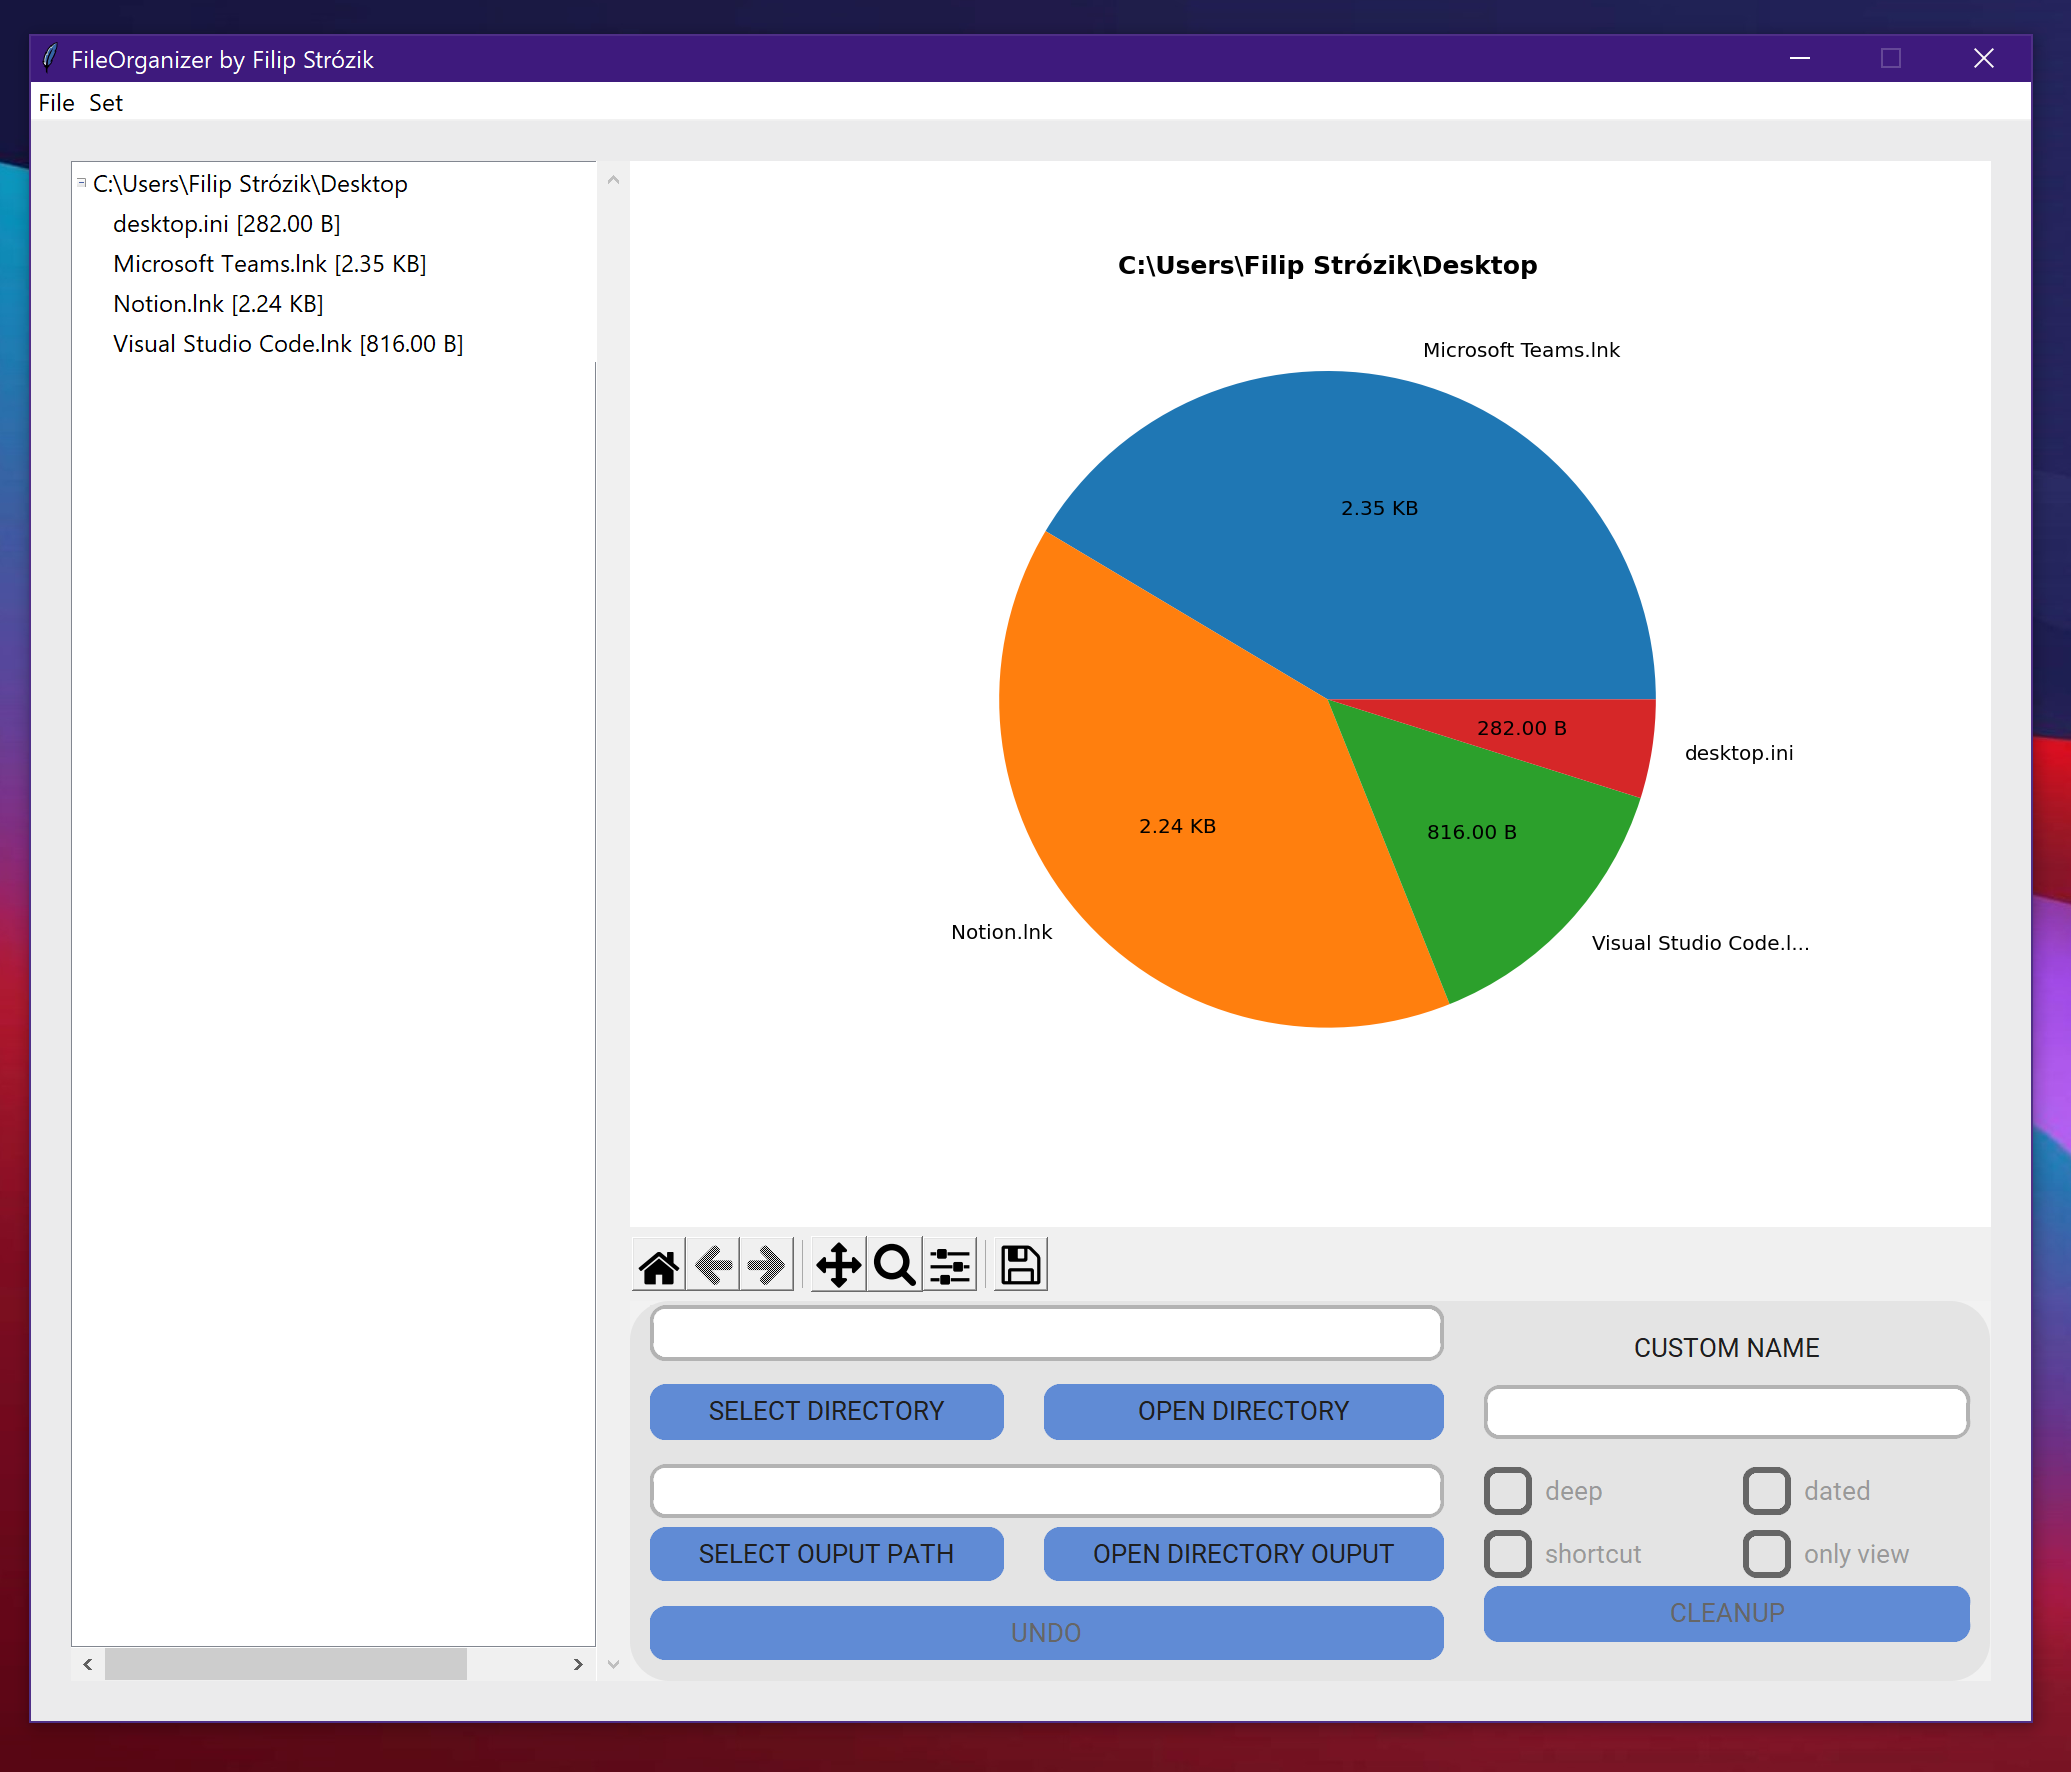 FileOrganizer by Filip Strózik
File Set
C:\Users\Filip Strózik\Desktop
desktop.ini [282.00 B]
Microsoft Teams.lnk [2.35 KB]
Notion.lnk [2.24 KB]
Visual Studio Code.lnk [816.00 B]
C:\Users\Filip Strózik\Desktop
Microsoft Teams.lnk
2.35 KB
282.00 B
desktop.ini
2.24 KB
816.00 B
Notion.lnk
Visual Studio Code.l...
CUSTOM NAME
SELECT DIRECTORY
OPEN DIRECTORY
deep
dated
SELECT OUPUT PATH
OPEN DIRECTORY OUPUT
shortcut
only view
UNDO
CLEANUP